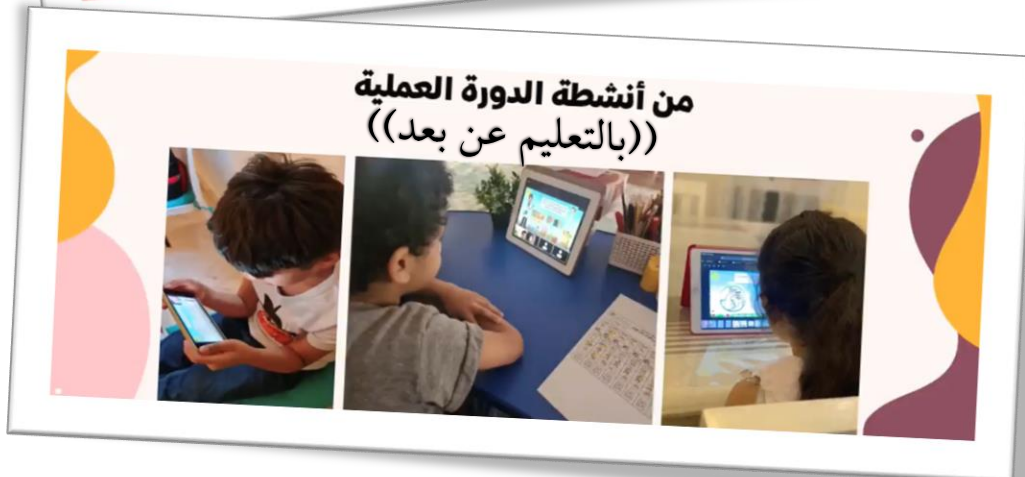 من أنشطة الدورة العملية
((بالتعليم عن بعد))